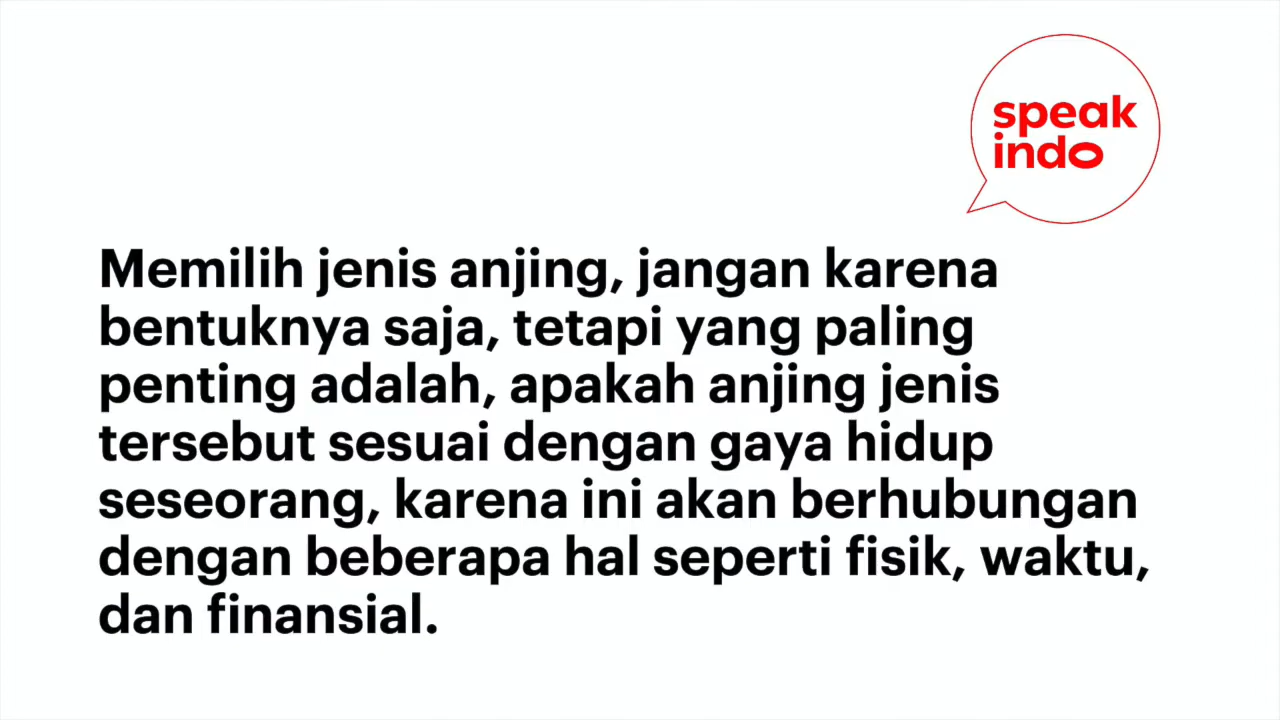 speak
indo
Memilih jenis anjing, jangan karena
bentuknya saja, tetapi yang paling
penting adalah, apakah anjing jenis
tersebut sesuai dengan gaya hidup
seseorang, karena ini akan berhubungan
dengan beberapa hal seperti fisik, waktu,
dan finansial.